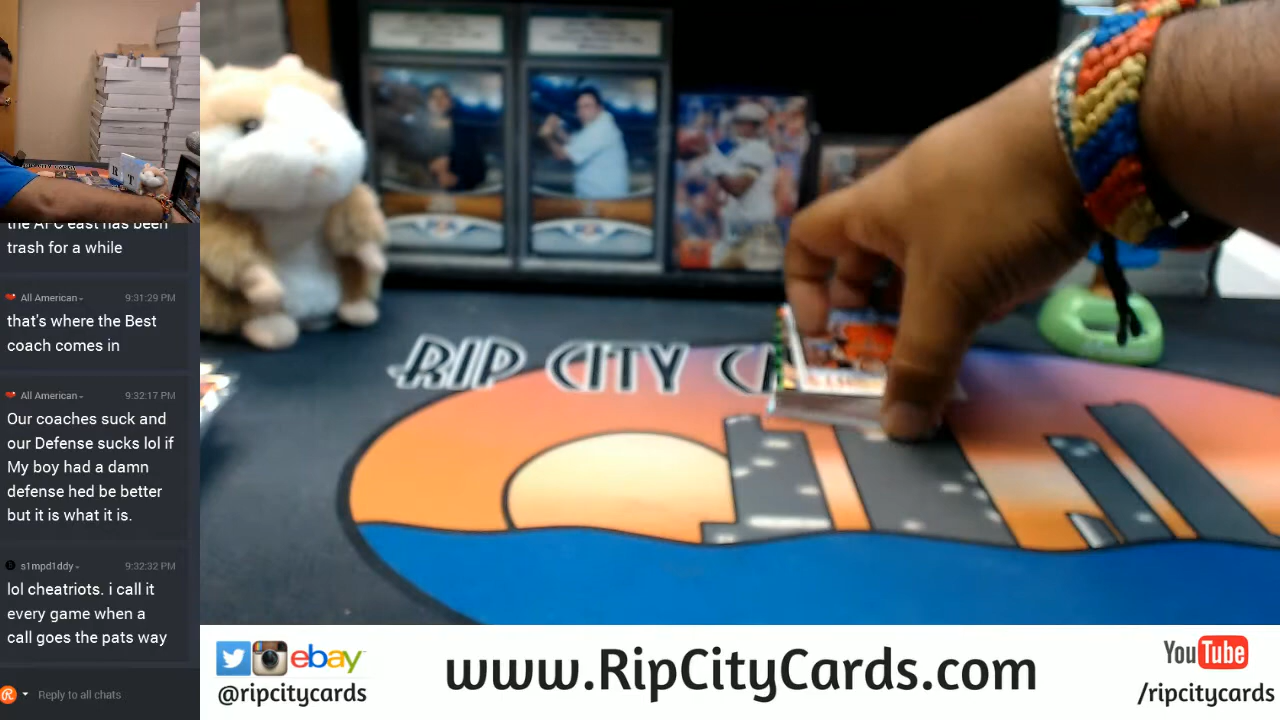 the AFC east has been
trash for a while
All American 9:31:29 PM
that's where the Best
coach comes in
All American 9:32:17 PM
Our coaches suck and
our Defense sucks lol if
My boy had a damn
defense hed be better
but it is what it is.
s1mpd1ddy 9:32:32 PM
lol cheatriots. i call it
every game when a
call goes the pats way
Reply to all chats
RIP CITY C
ebay
@ripcitycards
www.RipCityCards.com
YouTube
/ripcitycards